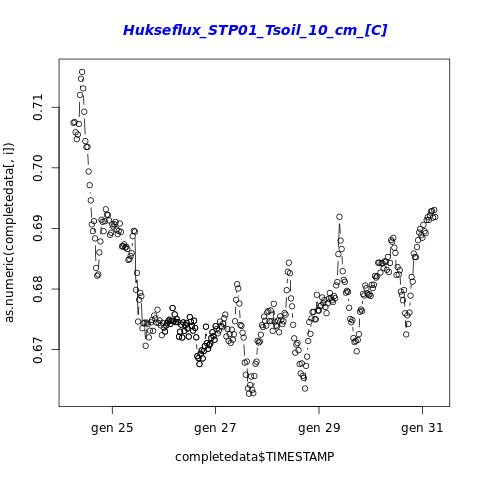 Hukseflux_STP01_Tsoil_10_cm_[C]
as.numeric(completedata[, i])
0.71
0.70
0.69
0.68
0.67
gen 25
gen 27
gen 29
gen 31
completedata$TIMESTAMP